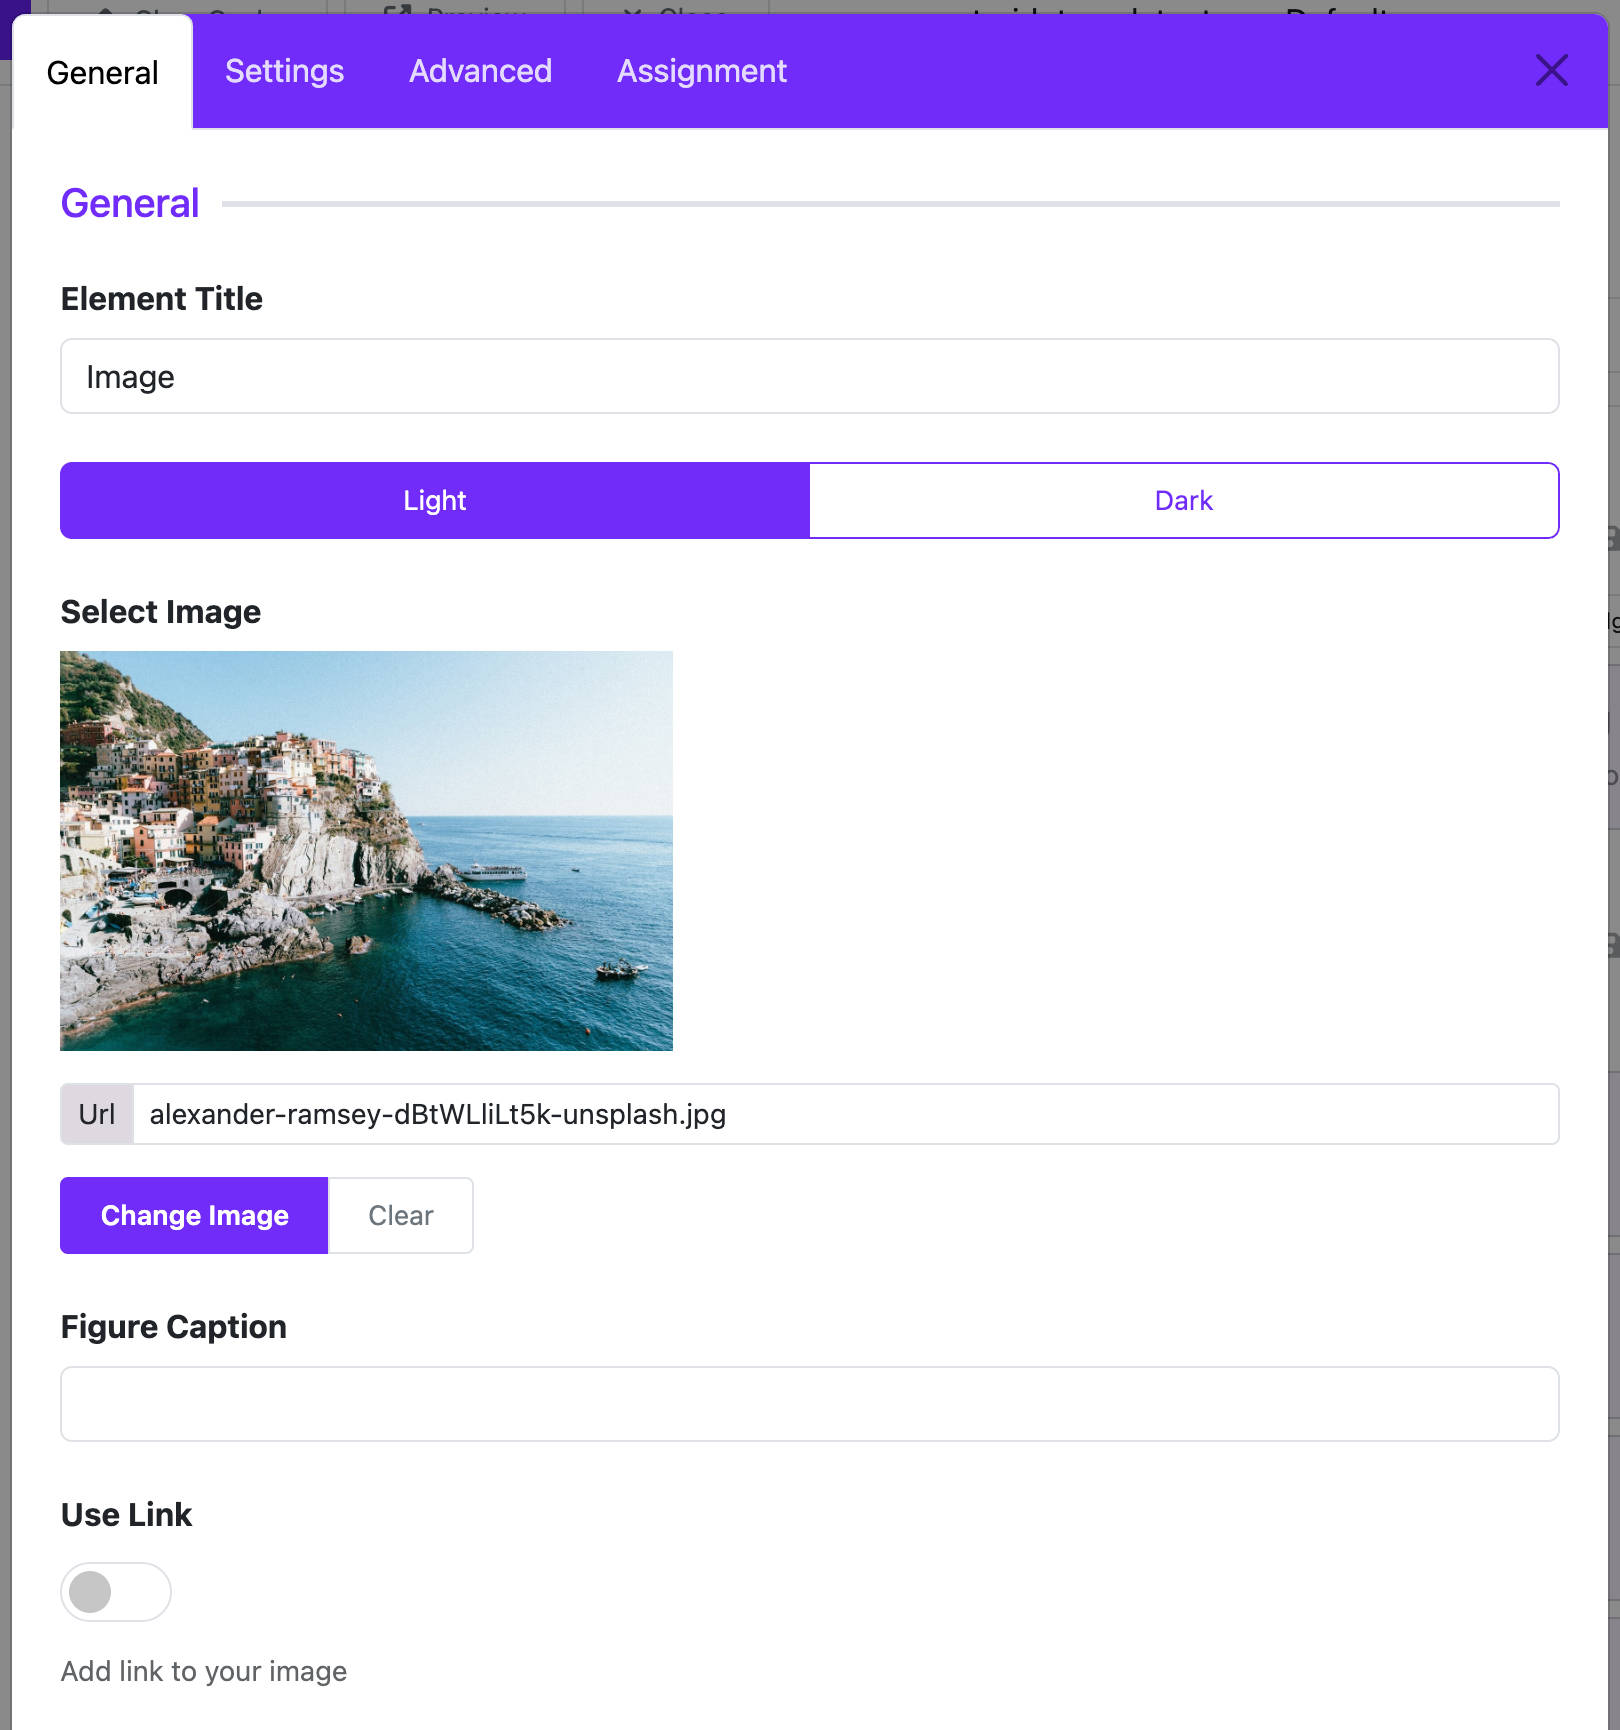 General
Settings
Advanced
Assignment
General
Element Title
Image
Light
Dark
Select Image
Url
alexander-ramsey-dBtWLliLt5k-unsplash.jpg
Change Image
Clear
Figure Caption
Use Link
Add link to your image